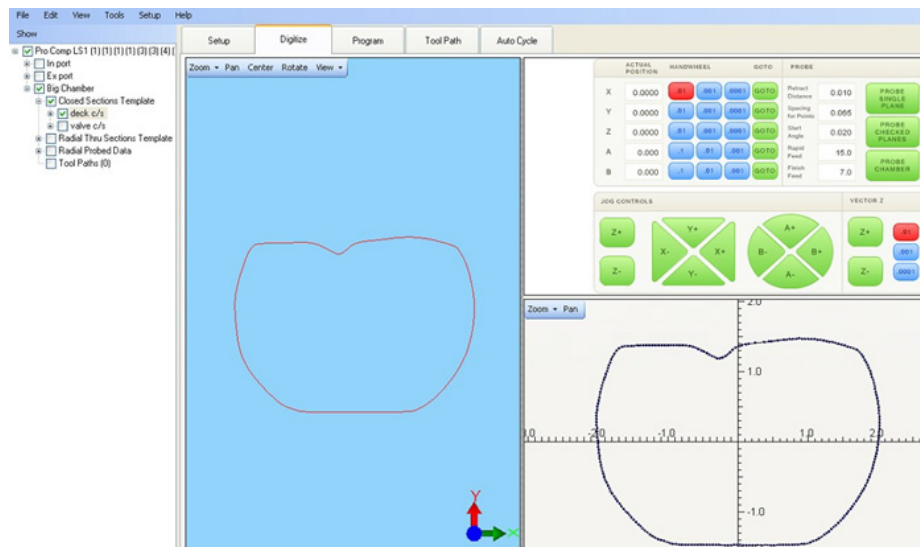 File Edit View Tools Setup Help
Show
Pro Comp LS1 (1) (1) (1) (1) (3) (3) (4) (
In port
Ex port
Big Chamber
Closed Sections Template
deck c/s
valve c/s
Radial Thru Sections Template
Radial Probed Data
Tool Paths (0)
Setup Digitize Program Tool Path Auto Cycle
Zoom Pan Center Rotate View
Y
X
ACTUAL POSITION HANDWHEEL GOTO PROBE
X 0.0000 .01 .001 .0001 GOTO Retract Distance 0.010 PROBE SINGLE PLANE
Y 0.0000 .01 .001 .0001 GOTO Spacing for Points 0.065
Z 0.0000 .01 .001 .0001 GOTO Start Angle 0.020 PROBE CHECKED PLANES
A 0.000 .1 .01 .001 GOTO Rapid Feed 15.0
B 0.000 .1 .01 .001 GOTO Finish Feed 7.0 PROBE CHAMBER
JOG CONTROLS VECTOR Z
Z+ Y+ A+ Z+ .01
X- X+ B- B+ .001
Z- Y- A- Z- .0001
Zoom Pan
2.0
1.0
.0 -2.0 -1.0 1.0 2.0
-1.0